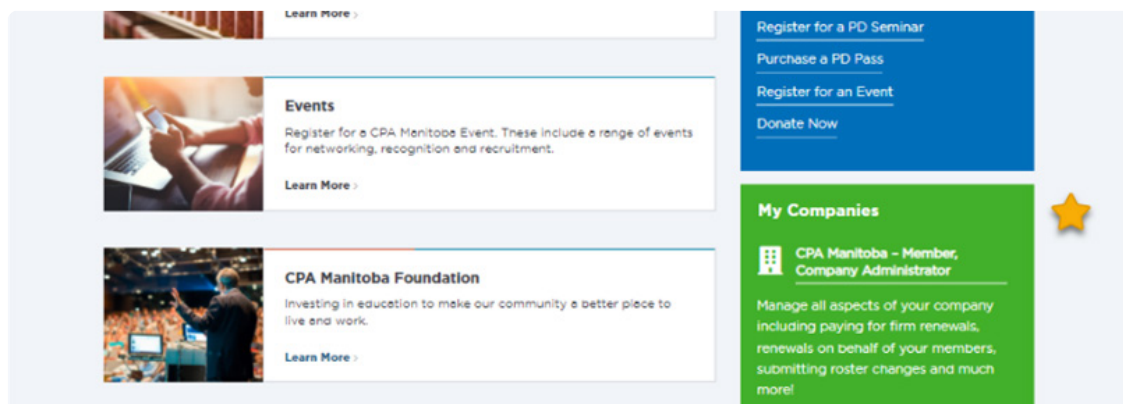 Learn More >
Events
Register for a CPA Manitoba Event. These include a range of events
for networking, recognition and recruitment.
Learn More >
CPA Manitoba Foundation
Investing in education to make our community a better place to
live and work.
Learn More >
Register for a PD Seminar
Purchase a PD Pass
Register for an Event
Donate Now
My Companies
CPA Manitoba – Member,
Company Administrator
Manage all aspects of your company
including paying for firm renewals,
renewals on behalf of your members,
submitting roster changes and much
more!